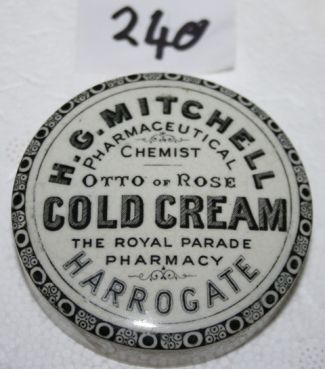 240
H.G. MITCHELL
PHARMACEUTICAL
CHEMIST
OTTO OF ROSE
COLD CREAM
THE ROYAL PARADE
PHARMACY
HARROGATE